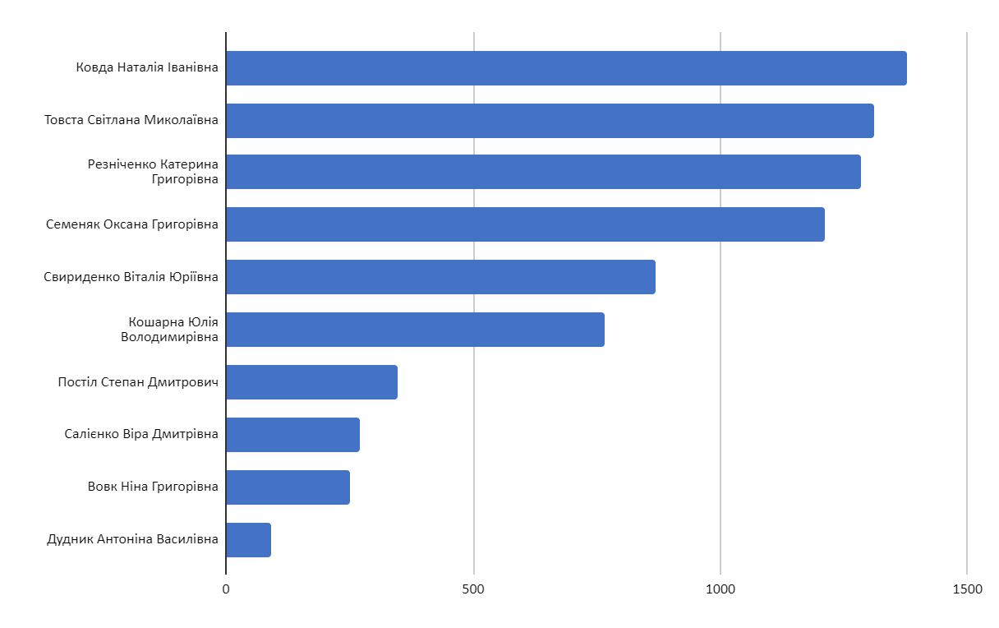 Ковда Наталія Іванівна
Товста Світлана Миколаївна
Резніченко Катерина
Григорівна
Семеняк Оксана Григорівна
Свириденко Віталія Юріївна
Кошарна Юлія
Володимирівна
Постіл Степан Дмитрович
Салієнко Віра Дмитрівна
Вовк Ніна Григорівна
Дудник Антоніна Василівна
0 500 1000 1500